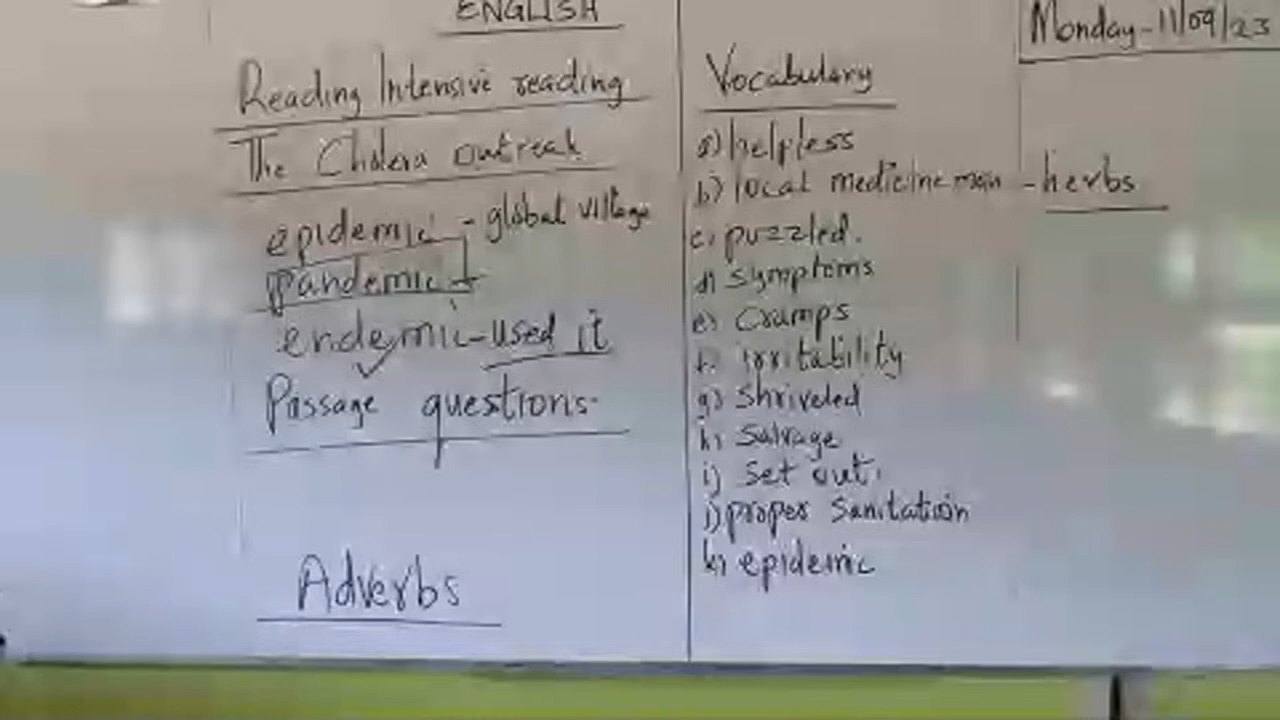 ENGLISH
Reading Intensive reading
The Cholera outreak
epidemic - global village
pandemic
endemic - used it
Passage questions.
Adverbs
Vocabulary
a) helpless
b) local medicine man - herbs
c) puzzled.
d) symptoms
e) Cramps
f. irritability
g) Shriveled
h) Salvage
i) Set out.
j) proper Sanitation
k) epidemic
Monday - 11/09/23